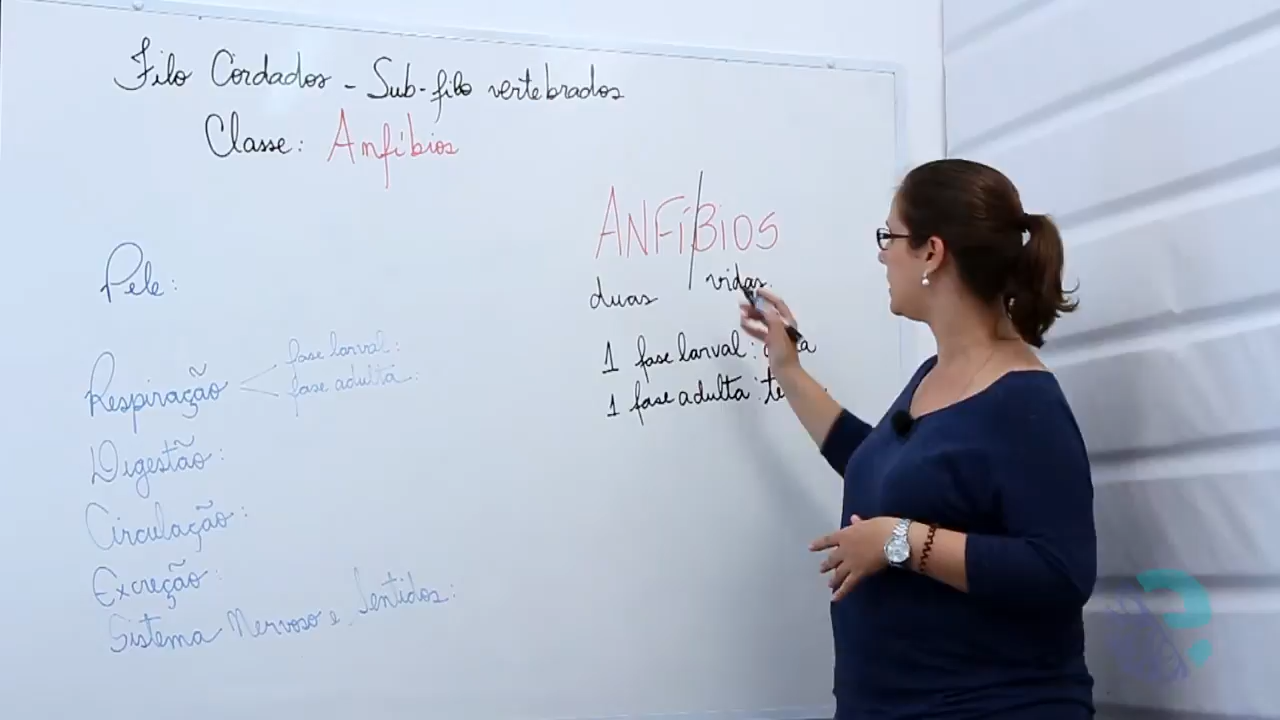 Filo Cordados - Sub-filo vertebrados
Classe: Anfíbios
ANFÍBIOS
duas vidas
1 fase larval:
1 fase adulta:
Pele:
Respiração
fase larval:
fase adulta:
Digestão:
Circulação:
Excreção:
Sistema Nervoso e Sentidos: